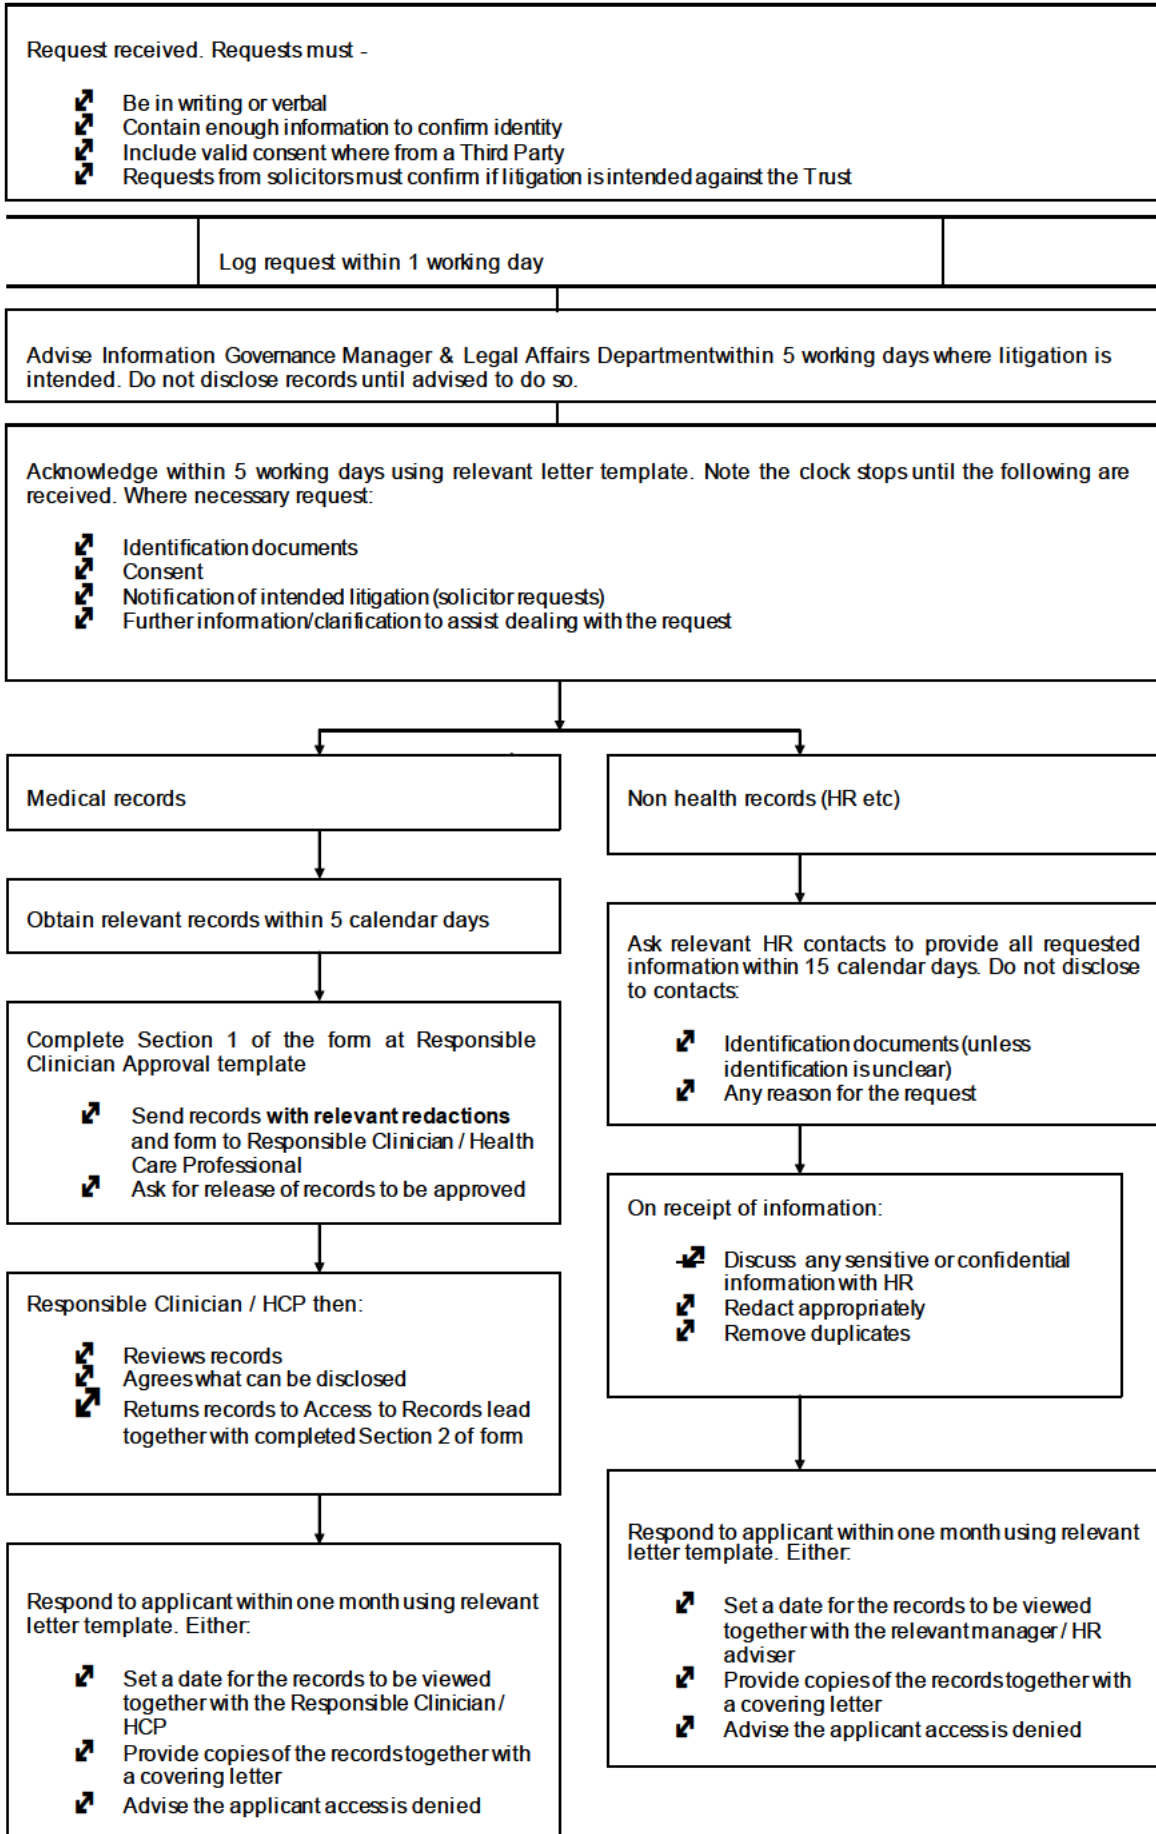 Request received. Requests must -
Be in writing or verbal
Contain enough information to confirm identity
Include valid consent where from a Third Party
Requests from solicitors must confirm if litigation is intended against the Trust
Log request within 1 working day
Advise Information Governance Manager & Legal Affairs Departmentwithin 5 working days where litigation is
intended. Do not disclose records until advised to do so.
Acknowledge within 5 working days using relevant letter template. Note the clock stops until the following are
received. Where necessary request:
Identification documents
Consent
Notification of intended litigation (solicitor requests)
Further information/clarification to assist dealing with the request
Medical records
Obtain relevant records within 5 calendar days
Complete Section 1 of the form at Responsible
Clinician Approval template
Send records with relevant redactions
and form to Responsible Clinician / Health
Care Professional
Ask for release of records to be approved
Responsible Clinician / HCP then:
Reviews records
Agrees what can be disclosed
Returns records to Access to Records lead
together with completed Section 2 of form
Respond to applicant within one month using relevant
letter template. Either:
Set a date for the records to be viewed
together with the Responsible Clinician /
HCP
Provide copies of the records together with
a covering letter
Advise the applicant access is denied
Non health records (HR etc)
Ask relevant HR contacts to provide all requested
information within 15 calendar days. Do not disclose
to contacts:
Identification documents (unless
identification is unclear)
Any reason for the request
On receipt of information:
Discuss any sensitive or confidential
information with HR
Redact appropriately
Remove duplicates
Respond to applicant within one month using relevant
letter template. Either:
Set a date for the records to be viewed
together with the relevant manager / HR
adviser
Provide copies of the records together with
a covering letter
Advise the applicant access is denied